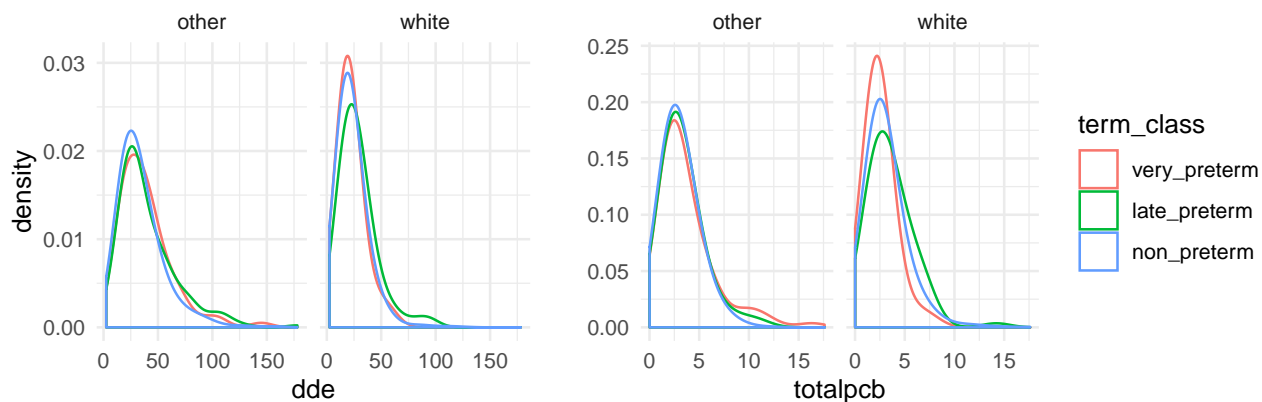 other white
other white
density
0.03
0.02
0.01
0.00
0 50 100 150 0 50 100 150
dde
0.25
0.20
0.15
0.10
0.05
0.00
0 5 10 15 0 5 10 15
totalpcb
term_class
very_preterm
late_preterm
non_preterm